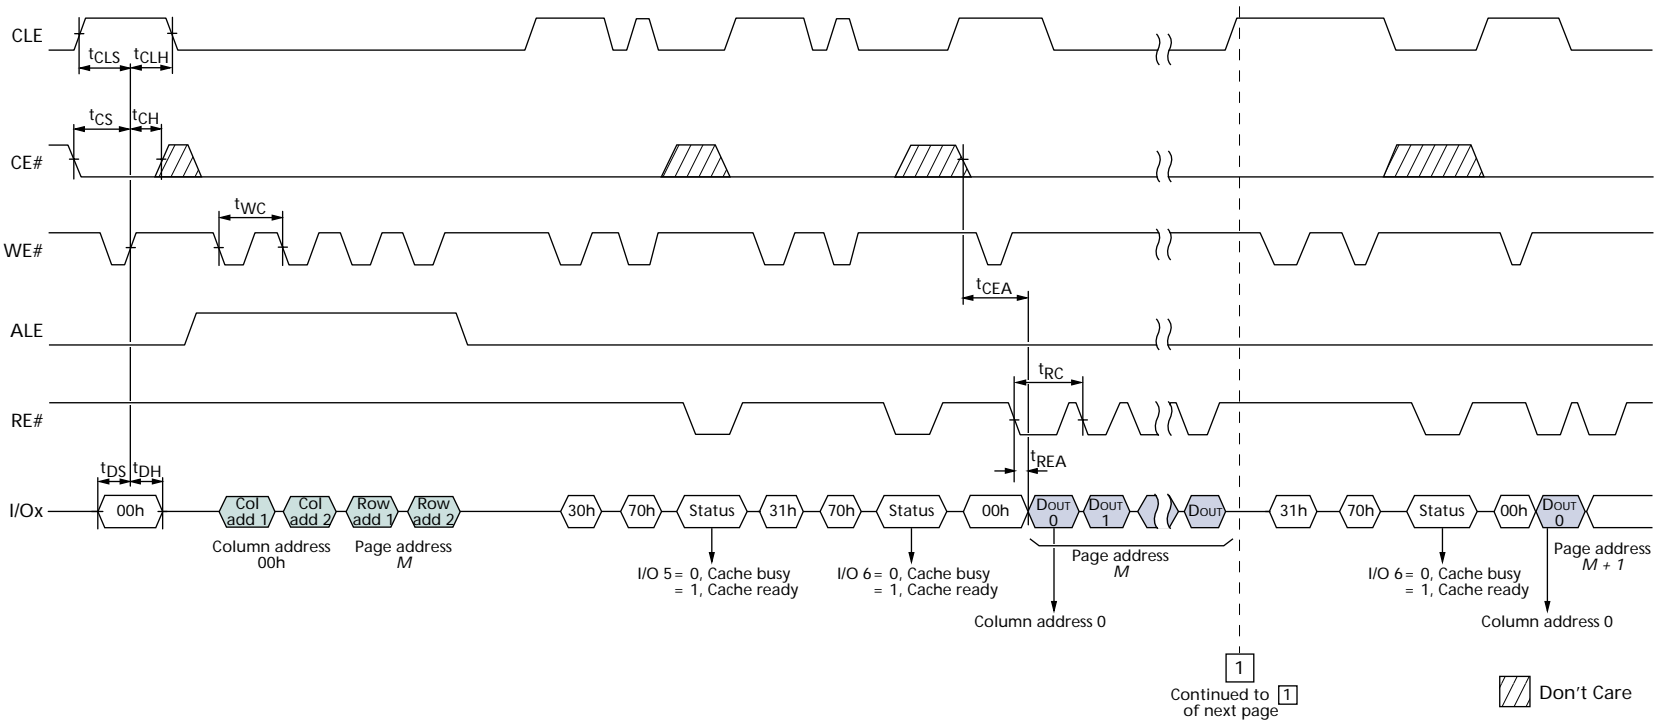 CLE
tCLS
tCLH
tCS
tCH
CE#
tWC
WE#
tCEA
ALE
tRC
RE#
tREA
tDS
tDH
I/Ox
00h
Col
add 1
Col
add 2
Row
add 1
Row
add 2
30h
70h
Status
31h
70h
Status
00h
DOUT
0
DOUT
1
DOUT
31h
70h
Status
00h
DOUT
0
Column address
00h
Page address
M
I/O 5 = 0, Cache busy
= 1, Cache ready
I/O 6 = 0, Cache busy
= 1, Cache ready
Page address
M
Column address 0
I/O 6 = 0, Cache busy
= 1, Cache ready
Page address
M + 1
Column address 0
1
Continued to 1
of next page
Don't Care